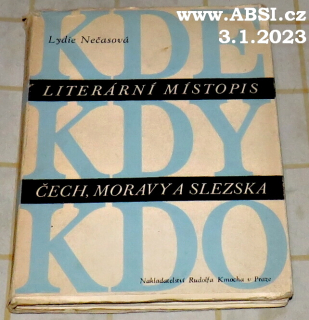 www.ABSI.cz
3.1.2023
Lydie Nečasová
KDE
LITERÁRNÍ MÍSTOPIS
KDY
ČECH, MORAVY A SLEZSKA
KDO
Nakladatelství Rudolfa Kmocha v Praze